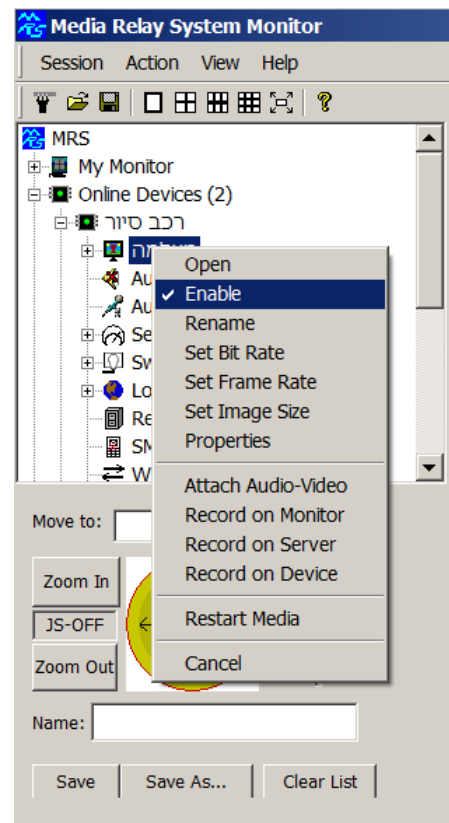 Media Relay System Monitor
Session Action View Help
MRS
My Monitor
Online Devices (2)
רכב סיור
Open
Enable
Rename
Set Bit Rate
Set Frame Rate
Set Image Size
Properties
Attach Audio-Video
Record on Monitor
Record on Server
Record on Device
Restart Media
Cancel
Move to:
Zoom In
JS-OFF
Zoom Out
Name:
Save Save As... Clear List